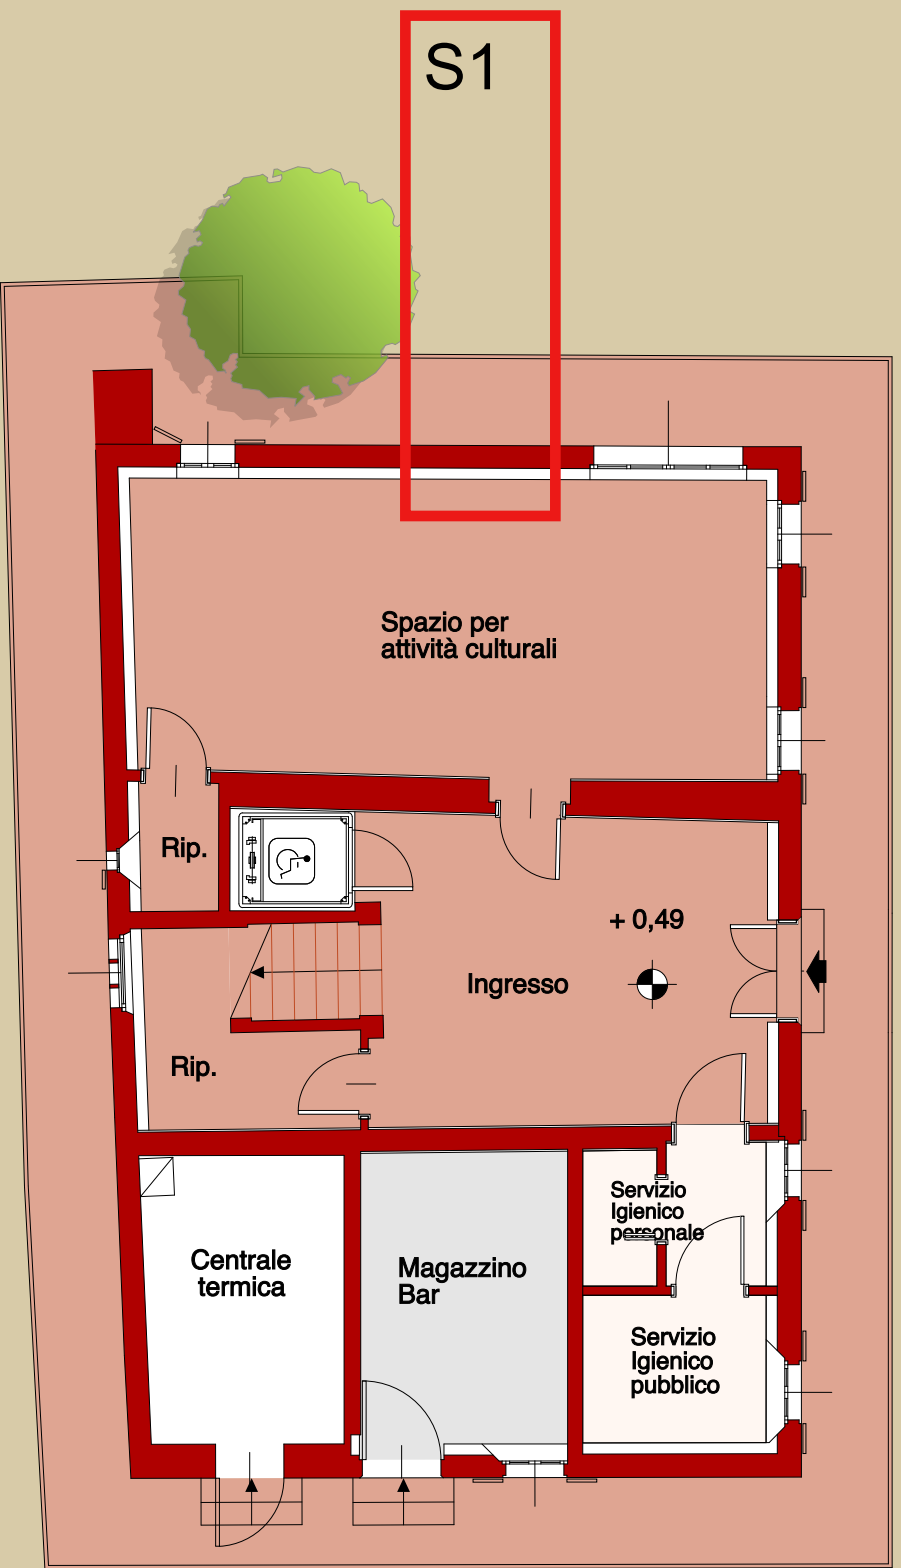 S1
Spazio per
attività culturali
Rip.
+ 0,49
Ingresso
Rip.
Servizio
Igienico
personale
Centrale
termica
Magazzino
Bar
Servizio
Igienico
pubblico